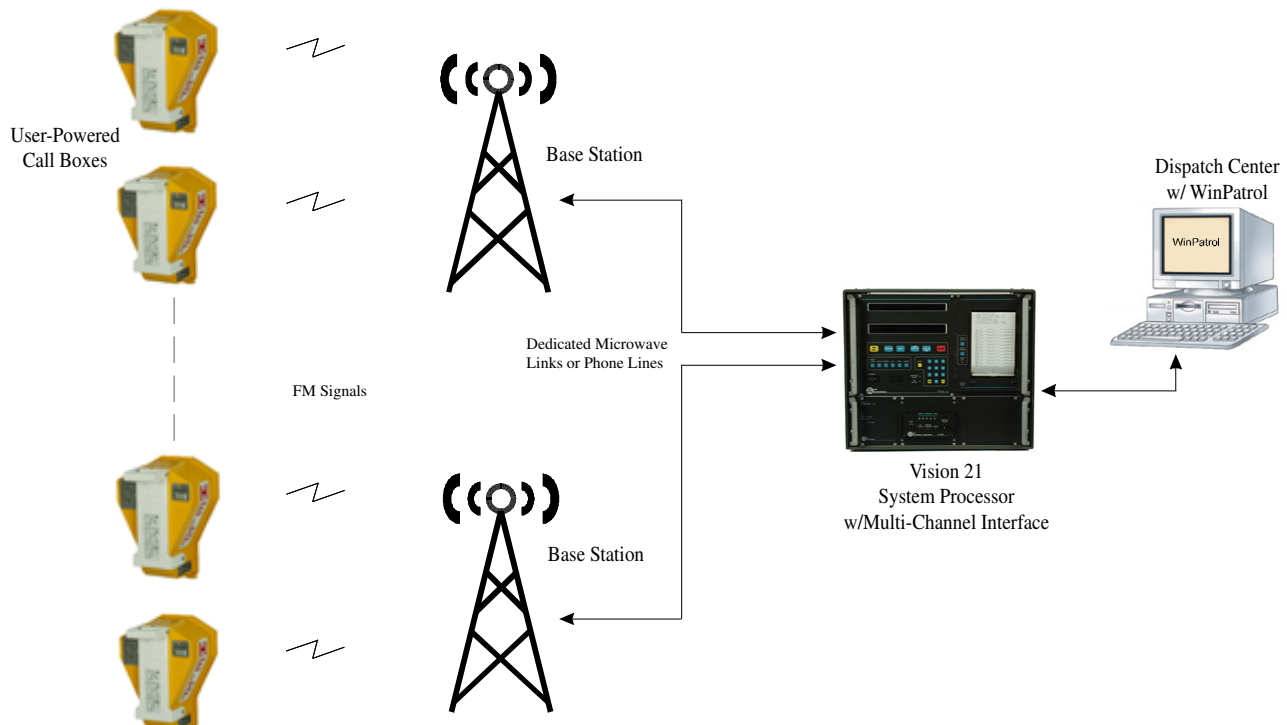 User-Powered
Call Boxes
Base Station
Dispatch Center
w/ WinPatrol
WinPatrol
Dedicated Microwave
Links or Phone Lines
FM Signals
Vision 21
System Processor
w/Multi-Channel Interface
Base Station